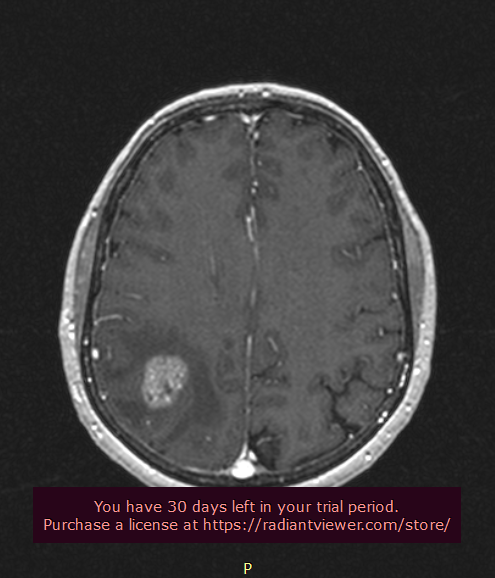 You have 30 days left in your trial period.
Purchase a license at https://radiantviewer.com/store/
P